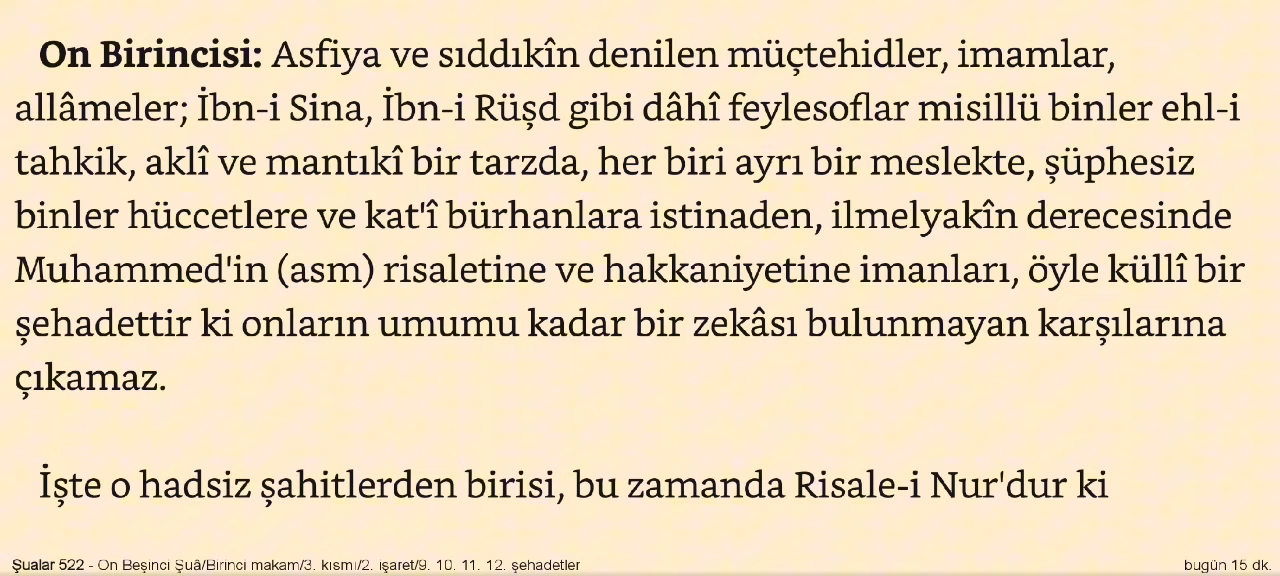 On Birincisi: Asfiya ve sıddıkîn denilen müçtehidler, imamlar,
allâmeler; İbn-i Sina, İbn-i Rüşd gibi dâhî feylesoflar misillü binler ehl-i
tahkik, aklî ve mantıkî bir tarzda, her biri ayrı bir meslekte, şüphesiz
binler hüccetlere ve kat'î bürhanlara istinaden, ilmelyakîn derecesinde
Muhammed'in (asm) risaletine ve hakkaniyetine imanları, öyle küllî bir
şehadettir ki onların umumu kadar bir zekâsı bulunmayan karşılarına
çıkamaz.
İşte o hadsiz şahitlerden birisi, bu zamanda Risale-i Nur'dur ki
Şualar 522 - On Beşinci Şuâ/Birinci makam/3. kısmı/2. işaret/9. 10. 11. 12. şehadetler bugün 15 dk.